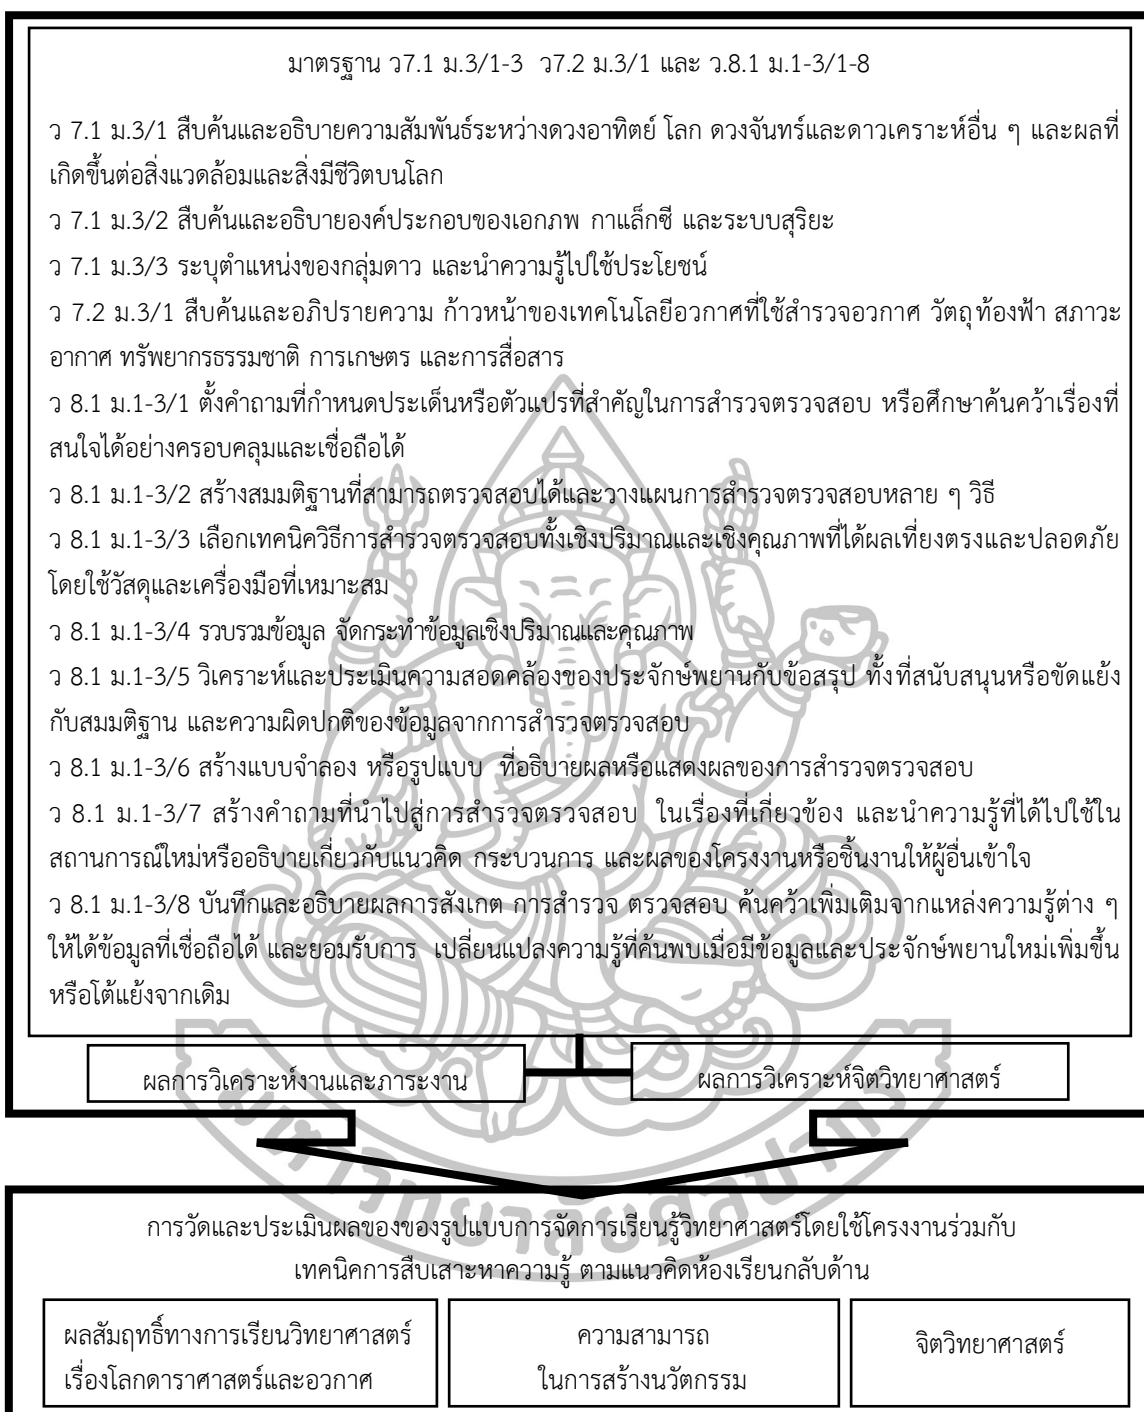 มาตรฐาน ว7.1 ม.3/1-3 ว7.2 ม.3/1 และ ว.8.1 ม.1-3/1-8
ว 7.1 ม.3/1 สืบค้นและอธิบายความสัมพันธ์ระหว่างดวงอาทิตย์ โลก ดวงจันทร์และดาวเคราะห์อื่น ๆ และผลที่
เกิดขึ้นต่อสิ่งแวดล้อมและสิ่งมีชีวิตบนโลก
ว 7.1 ม.3/2 สืบค้นและอธิบายองค์ประกอบของเอกภพ กาแล็กซี และระบบสุริยะ
ว 7.1 ม.3/3 ระบุตำแหน่งของกลุ่มดาว และนำความรู้ไปใช้ประโยชน์
ว 7.2 ม.3/1 สืบค้นและอภิปรายความ ก้าวหน้าของเทคโนโลยีอวกาศที่ใช้สำรวจอวกาศ วัตถุท้องฟ้า สภาวะ
อากาศ ทรัพยากรธรรมชาติ การเกษตร และการสื่อสาร
ว 8.1 ม.1-3/1 ตั้งคำถามที่กำหนดประเด็นหรือตัวแปรที่สำคัญในการสำรวจตรวจสอบ หรือศึกษาค้นคว้าเรื่องที่
สนใจได้อย่างครอบคลุมและเชื่อถือได้
ว 8.1 ม.1-3/2 สร้างสมมติฐานที่สามารถตรวจสอบได้และวางแผนการสำรวจตรวจสอบหลาย ๆ วิธี
ว 8.1 ม.1-3/3 เลือกเทคนิควิธีการสำรวจตรวจสอบทั้งเชิงปริมาณและเชิงคุณภาพที่ได้ผลเที่ยงตรงและปลอดภัย
โดยใช้วัสดุและเครื่องมือที่เหมาะสม
ว 8.1 ม.1-3/4 รวบรวมข้อมูล จัดกระทำข้อมูลเชิงปริมาณและคุณภาพ
ว 8.1 ม.1-3/5 วิเคราะห์และประเมินความสอดคล้องของประจักษ์พยานกับข้อสรุป ทั้งที่สนับสนุนหรือขัดแย้ง
กับสมมติฐาน และความผิดปกติของข้อมูลจากการสำรวจตรวจสอบ
ว 8.1 ม.1-3/6 สร้างแบบจำลอง หรือรูปแบบ ที่อธิบายผลหรือแสดงผลของการสำรวจตรวจสอบ
ว 8.1 ม.1-3/7 สร้างคำถามที่นำไปสู่การสำรวจตรวจสอบ ในเรื่องที่เกี่ยวข้อง และนำความรู้ที่ได้ไปใช้ใน
สถานการณ์ใหม่หรืออธิบายเกี่ยวกับแนวคิด กระบวนการ และผลของโครงงานหรือชิ้นงานให้ผู้อื่นเข้าใจ
ว 8.1 ม.1-3/8 บันทึกและอธิบายผลการสังเกต การสำรวจ ตรวจสอบ ค้นคว้าเพิ่มเติมจากแหล่งความรู้ต่าง ๆ
ให้ได้ข้อมูลที่เชื่อถือได้ และยอมรับการ เปลี่ยนแปลงความรู้ที่ค้นพบเมื่อมีข้อมูลและประจักษ์พยานใหม่เพิ่มขึ้น
หรือโต้แย้งจากเดิม
ผลการวิเคราะห์งานและภาระงาน
ผลการวิเคราะห์จิตวิทยาศาสตร์
มหาวิทยาลัยศิลปากร
การวัดและประเมินผลของของรูปแบบการจัดการเรียนรู้วิทยาศาสตร์โดยใช้โครงงานร่วมกับ
เทคนิคการสืบเสาะหาความรู้ ตามแนวคิดห้องเรียนกลับด้าน
ผลสัมฤทธิ์ทางการเรียนวิทยาศาสตร์
เรื่องโลกดาราศาสตร์และอวกาศ
ความสามารถ
ในการสร้างนวัตกรรม
จิตวิทยาศาสตร์